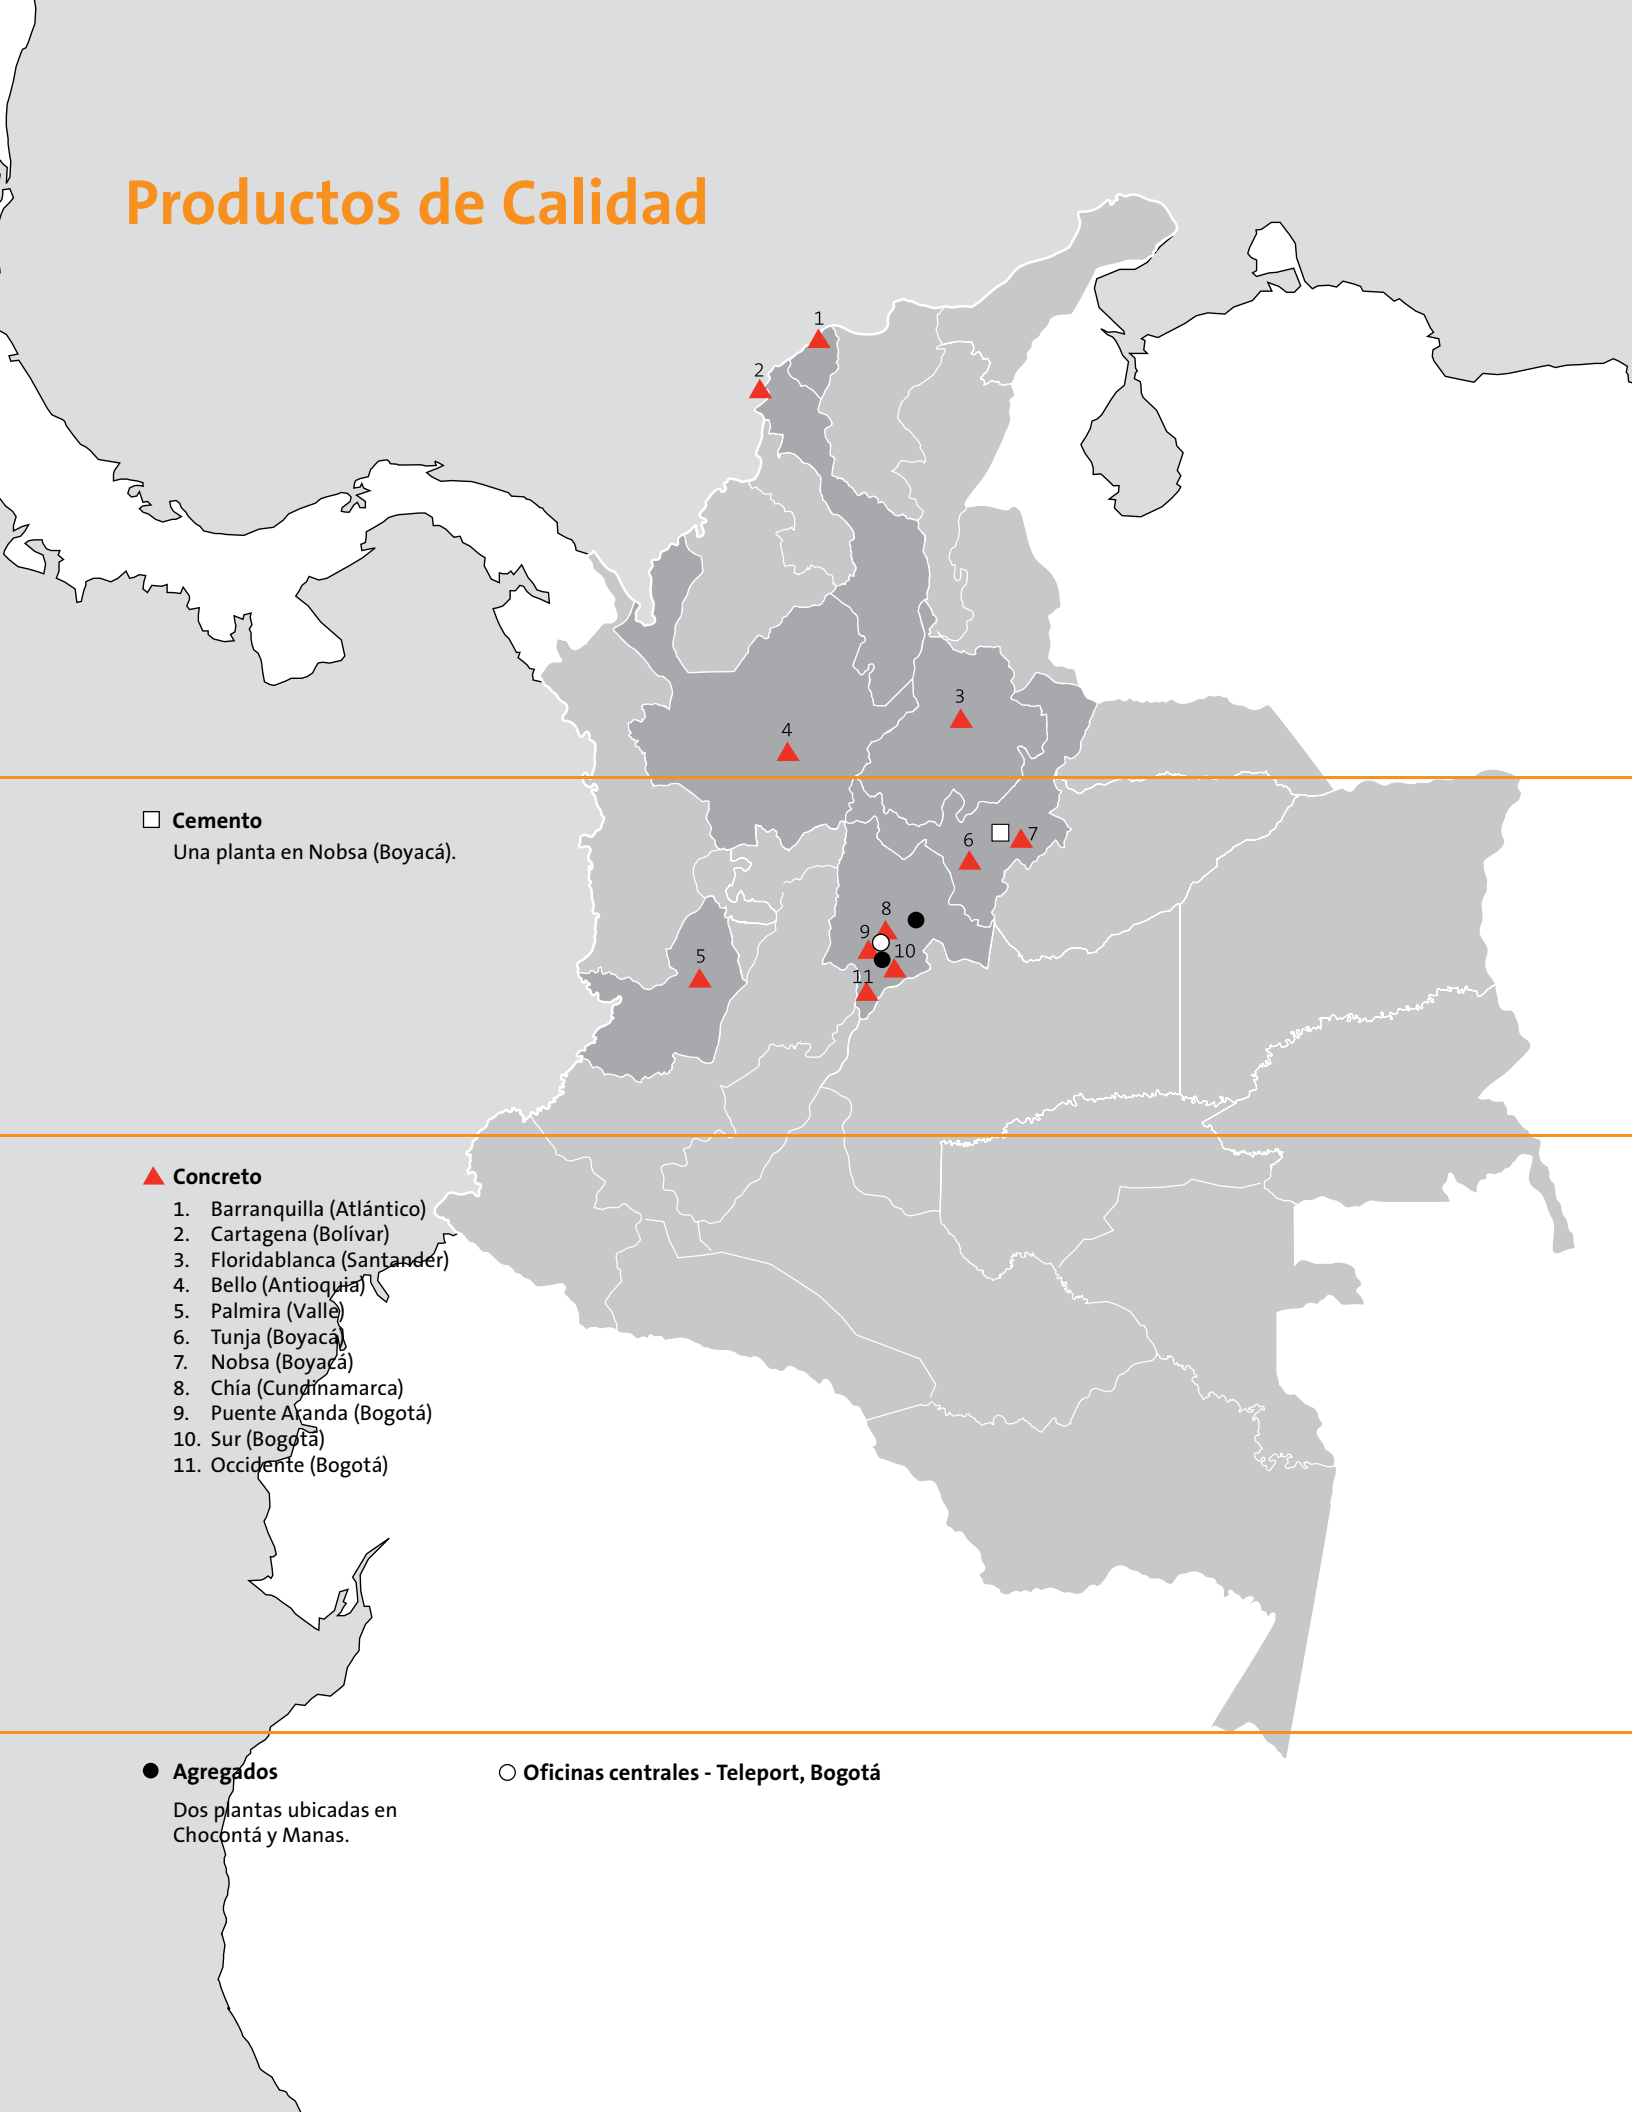 Productos de Calidad
1
2
3
4
Cemento
Una planta en Nobsa (Boyacá).
7
6
8
9
10
5
11
Concreto
1. Barranquilla (Atlántico)
2. Cartagena (Bolívar)
3. Floridablanca (Santander)
4. Bello (Antioquia)
5. Palmira (Valle)
6. Tunja (Boyacá)
7. Nobsa (Boyacá)
8. Chía (Cundinamarca)
9. Puente Aranda (Bogotá)
10. Sur (Bogotá)
11. Occidente (Bogotá)
Agregados
Dos plantas ubicadas en
Chocontá y Manas.
Oficinas centrales - Teleport, Bogotá